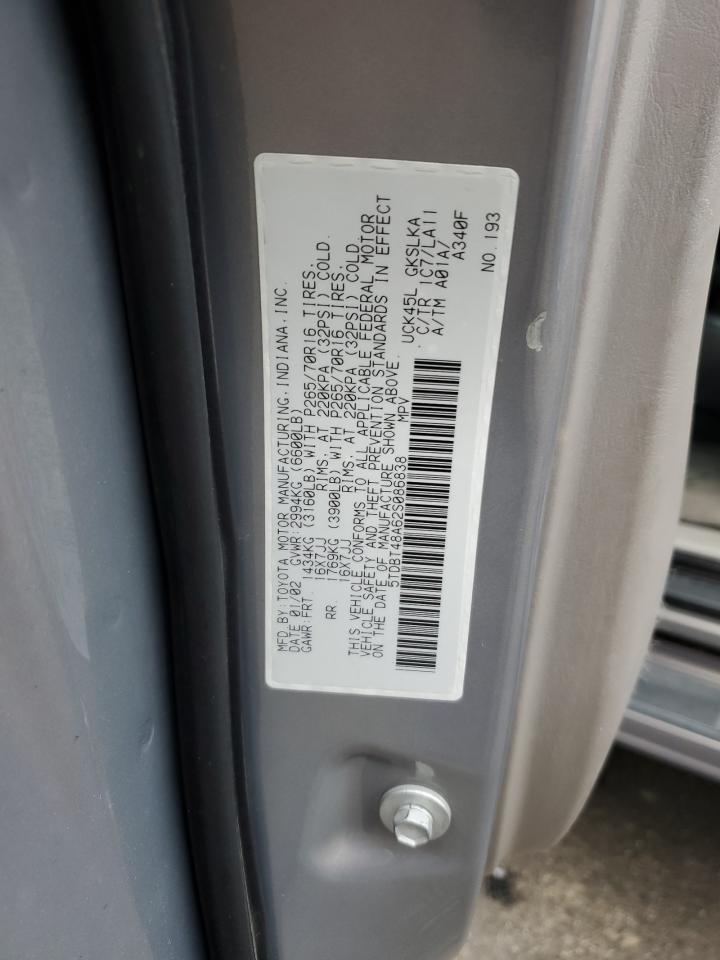 MFD.BY:TOYOTA MOTOR MANUFACTURING,INDIANA,INC.
DATE 01/02 GVWR:2994KG (6600LB)
GAWR:FRT. 1434KG (3160LB) WITH P265/70R16 TIRES,
16X7JJ RIMS, AT 220KPA (32PSI) COLD.
RR. 1769KG (3900LB) WITH P265/70R16 TIRES,
16X7JJ RIMS, AT 220KPA (32PSI) COLD.
THIS VEHICLE CONFORMS TO ALL APPLICABLE FEDERAL MOTOR
VEHICLE SAFETY AND THEFT PREVENTION STANDARDS IN EFFECT
ON THE DATE OF MANUFACTURE SHOWN ABOVE.
5TDBT48A62S086838 MPV
UCK45L GKSLKA
C/TR 1C7/LA11
A/TM A01A/
A340F
NO.193